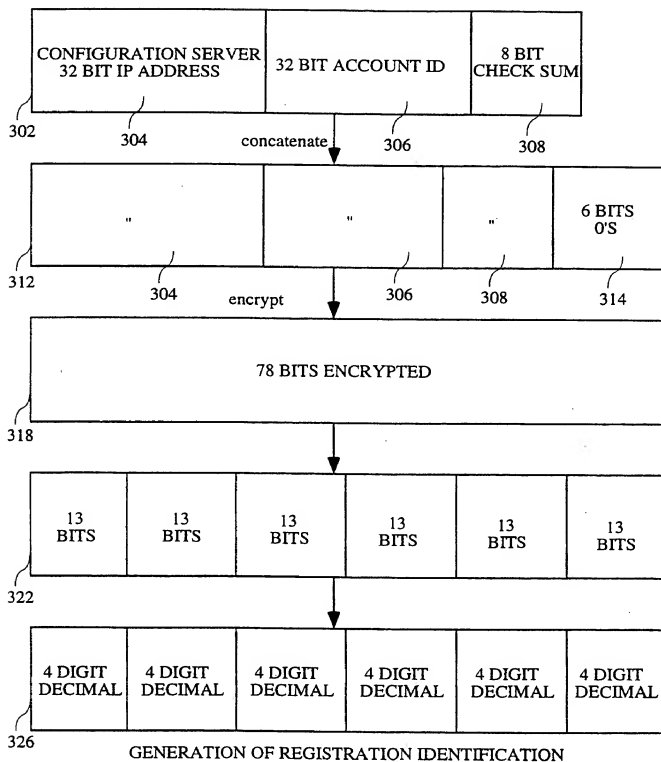 CONFIGURATION SERVER
32 BIT IP ADDRESS
32 BIT ACCOUNT ID
8 BIT
CHECK SUM
302
304
306
308
concatenate
"
"
"
6 BITS
0'S
312
304
306
308
314
encrypt
78 BITS ENCRYPTED
318
13
BITS
13
BITS
13
BITS
13
BITS
13
BITS
13
BITS
322
4 DIGIT
DECIMAL
4 DIGIT
DECIMAL
4 DIGIT
DECIMAL
4 DIGIT
DECIMAL
4 DIGIT
DECIMAL
4 DIGIT
DECIMAL
326
GENERATION OF REGISTRATION IDENTIFICATION